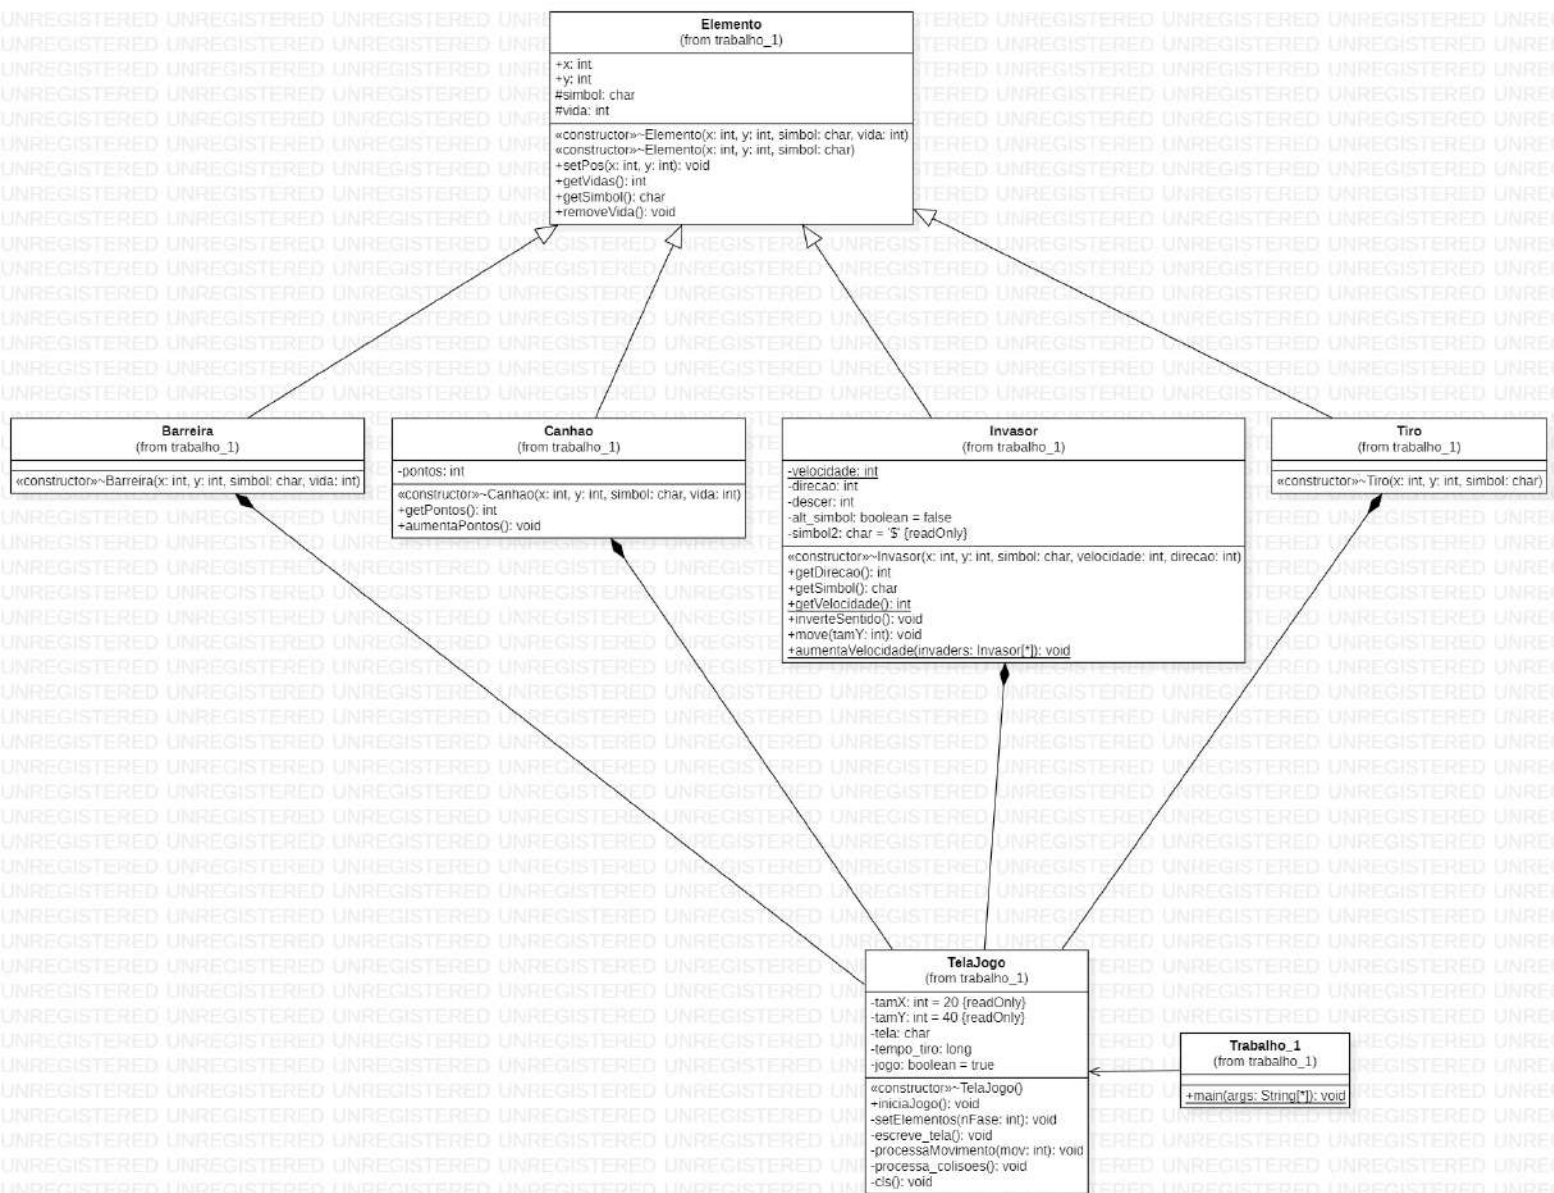 Elemento
(from trabalho_1)
+x: int
+y: int
#simbol: char
#vida: int
«constructor»~Elemento(x: int, y: int, simbol: char, vida: int)
«constructor»~Elemento(x: int, y: int, simbol: char)
+setPos(x: int, y: int): void
+getVidas(): int
+getSimbol(): char
+removeVida(): void
Barreira
(from trabalho_1)
«constructor»~Barreira(x: int, y: int, simbol: char, vida: int)
Canhao
(from trabalho_1)
-pontos: int
«constructor»~Canhao(x: int, y: int, simbol: char, vida: int)
+getPontos(): int
+aumentaPontos(): void
Invasor
(from trabalho_1)
-velocidade: int
-direcao: int
-descer: int
-alt_simbol: boolean = false
-simbol2: char = '$' {readOnly}
«constructor»~Invasor(x: int, y: int, simbol: char, velocidade: int, direcao: int)
+getDirecao(): int
+getSimbol(): char
+getVelocidade(): int
+inverteSentido(): void
+move(tamY: int): void
+aumentaVelocidade(invaders: Invasor[*]): void
Tiro
(from trabalho_1)
«constructor»~Tiro(x: int, y: int, simbol: char)
TelaJogo
(from trabalho_1)
-tamX: int = 20 {readOnly}
-tamY: int = 40 {readOnly}
-tela: char
-tempo_tiro: long
-jogo: boolean = true
«constructor»~TelaJogo()
+iniciaJogo(): void
-setElementos(nFase: int): void
-escreve_tela(): void
-processaMovimento(mov: int): void
-processa_colisoes(): void
-cls(): void
Trabalho_1
(from trabalho_1)
+main(args: String[*]): void